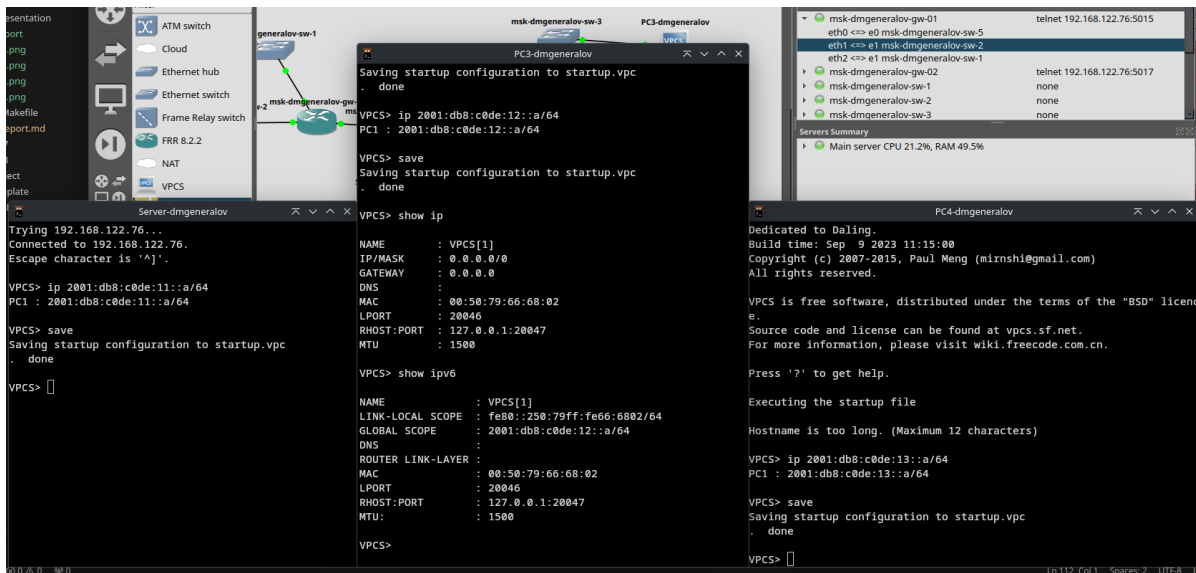 esentation
port
.png
.png
.png
.png
Makefile
eport.md
ect
plate
ATM switch
Cloud
Ethernet hub
Ethernet switch
Frame Relay switch
FRR 8.2.2
NAT
VPCS
generalov-sw-1
msk-dmgeneralov-sw-3
PC3-dmgeneralov
VPCS
msk-dmgeneralov-gw-
msk-dmgeneralov-gw-01 telnet 192.168.122.76:5015
eth0 <=> e0 msk-dmgeneralov-sw-5
eth1 <=> e1 msk-dmgeneralov-sw-2
eth2 <=> e1 msk-dmgeneralov-sw-1
msk-dmgeneralov-gw-02 telnet 192.168.122.76:5017
msk-dmgeneralov-sw-1 none
msk-dmgeneralov-sw-2 none
msk-dmgeneralov-sw-3 none
Servers Summary
Main server CPU 21.2%, RAM 49.5%
Server-dmgeneralov
Trying 192.168.122.76...
Connected to 192.168.122.76.
Escape character is '^]'.
VPCS> ip 2001:db8:c0de:11::a/64
PC1 : 2001:db8:c0de:11::a/64
VPCS> save
Saving startup configuration to startup.vpc
. done
VPCS>
PC3-dmgeneralov
Saving startup configuration to startup.vpc
. done
VPCS> ip 2001:db8:c0de:12::a/64
PC1 : 2001:db8:c0de:12::a/64
VPCS> save
Saving startup configuration to startup.vpc
. done
VPCS> show ip
NAME : VPCS[1]
IP/MASK : 0.0.0.0/0
GATEWAY : 0.0.0.0
DNS :
MAC : 00:50:79:66:68:02
LPORT : 20046
RHOST:PORT : 127.0.0.1:20047
MTU : 1500
VPCS> show ipv6
NAME : VPCS[1]
LINK-LOCAL SCOPE : fe80::250:79ff:fe66:6802/64
GLOBAL SCOPE : 2001:db8:c0de:12::a/64
DNS :
ROUTER LINK-LAYER :
MAC : 00:50:79:66:68:02
LPORT : 20046
RHOST:PORT : 127.0.0.1:20047
MTU: : 1500
VPCS>
PC4-dmgeneralov
Dedicated to Daling.
Build time: Sep 9 2023 11:15:00
Copyright (c) 2007-2015, Paul Meng (mirnshi@gmail.com)
All rights reserved.
VPCS is free software, distributed under the terms of the "BSD" licenc
e.
Source code and license can be found at vpcs.sf.net.
For more information, please visit wiki.freecode.com.cn.
Press '?' to get help.
Executing the startup file
Hostname is too long. (Maximum 12 characters)
VPCS> ip 2001:db8:c0de:13::a/64
PC1 : 2001:db8:c0de:13::a/64
VPCS> save
Saving startup configuration to startup.vpc
. done
VPCS>
Ln 112, Col 1 Spaces: 2 UTF-8